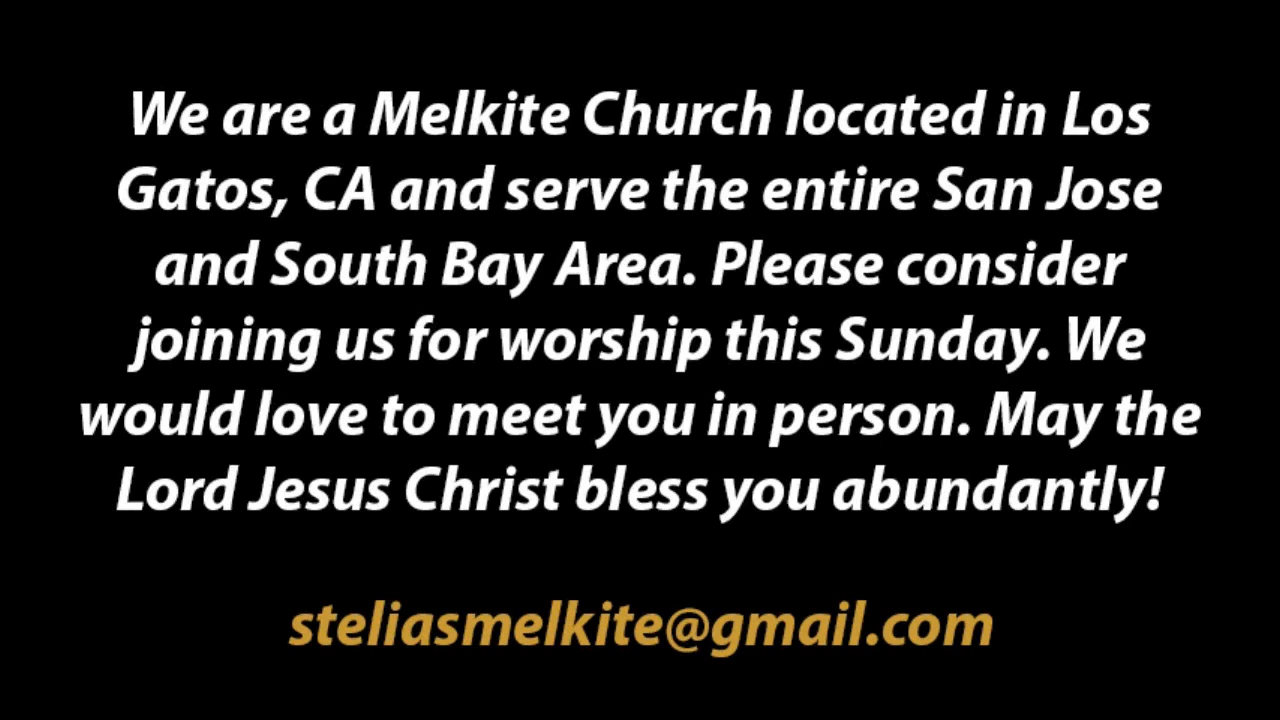 We are a Melkite Church located in Los
Gatos, CA and serve the entire San Jose
and South Bay Area. Please consider
joining us for worship this Sunday. We
would love to meet you in person. May the
Lord Jesus Christ bless you abundantly!
steliasmelkite@gmail.com